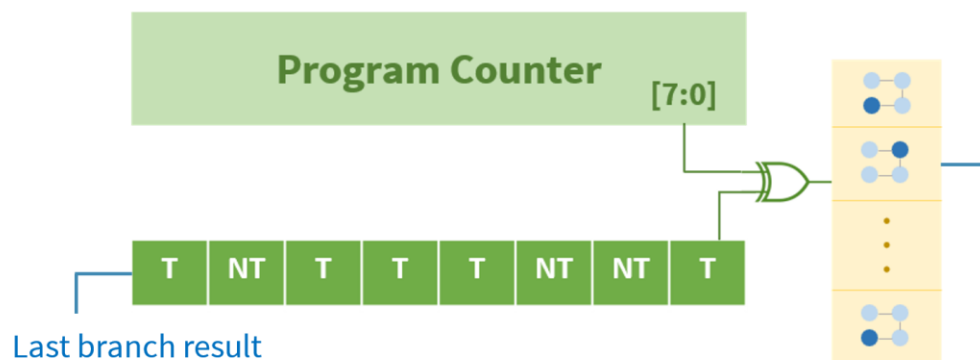 Program Counter
[7:0]
T NT T T T NT NT T
Last branch result